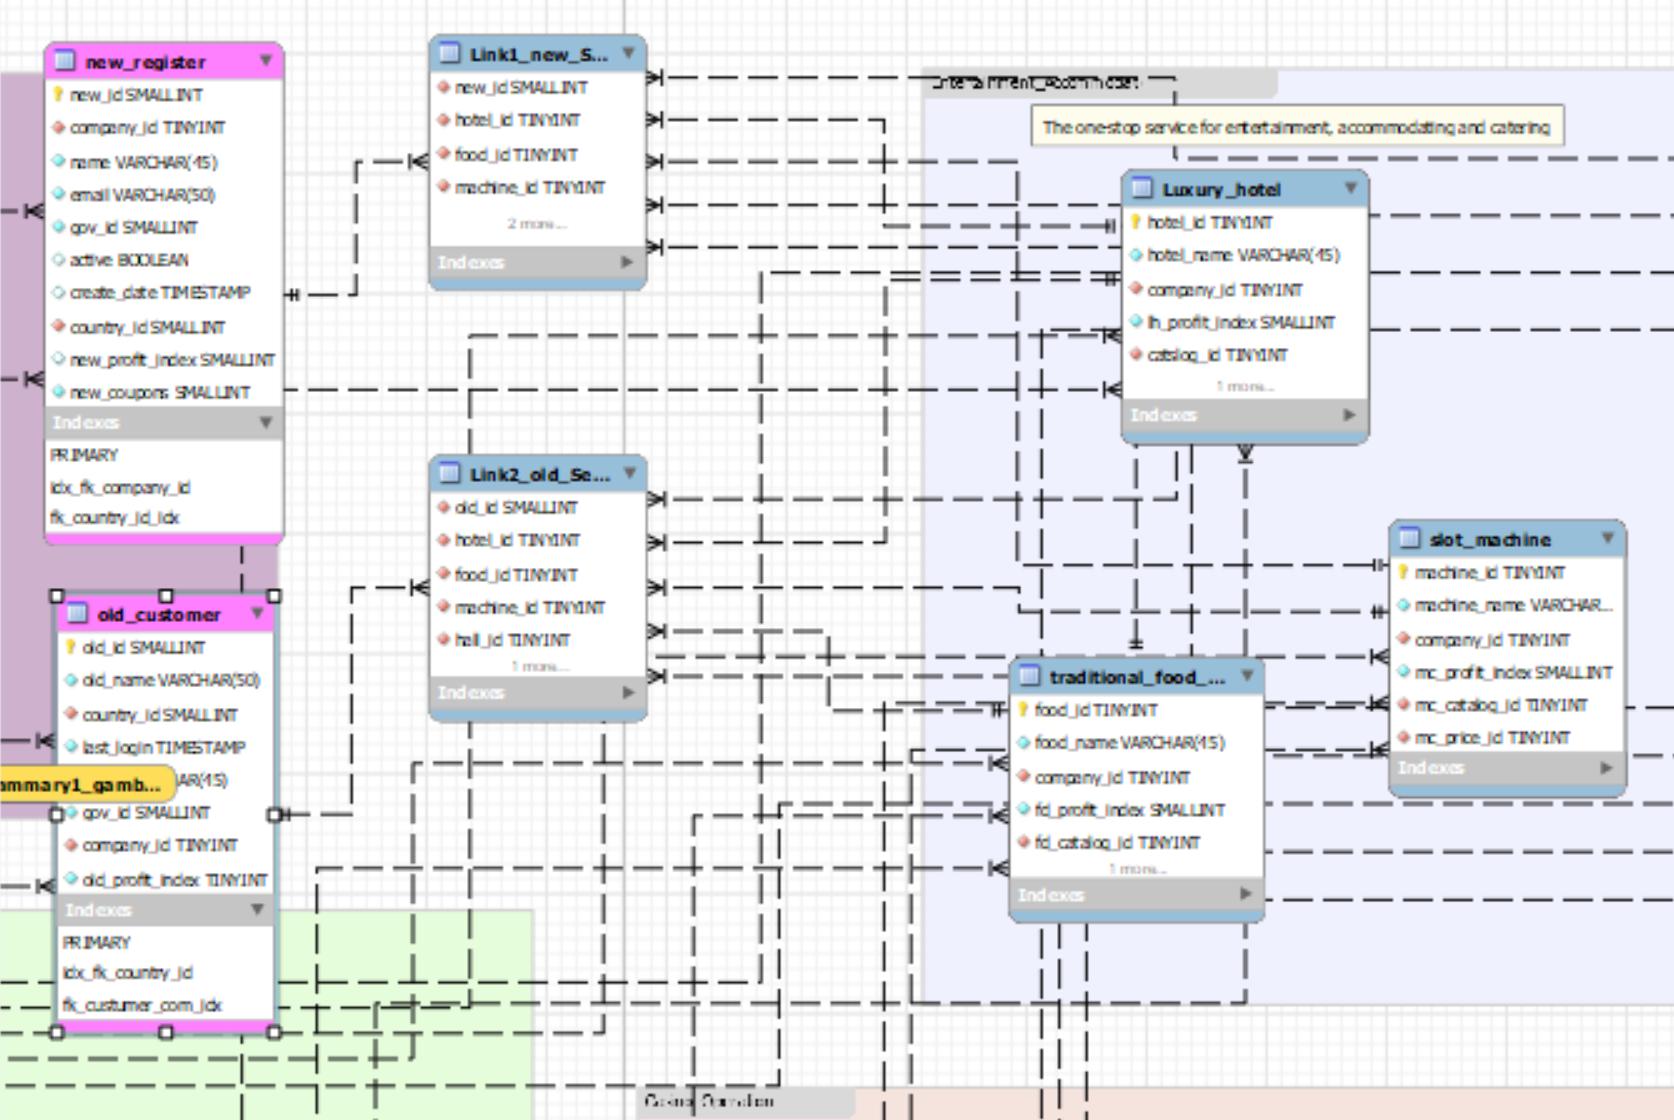 new_register
new_id SMALLINT
company_id TINYINT
name VARCHAR(45)
email VARCHAR(50)
gov_id SMALLINT
active BOOLEAN
create_date TIMESTAMP
country_id SMALLINT
new_profit_index SMALLINT
new_coupons SMALLINT
Indexes
PRIMARY
idx_fk_company_id
fk_country_id_idx
old_customer
old_id SMALLINT
old_name VARCHAR(50)
country_id SMALLINT
last_login TIMESTAMP
AR(45)
ammary1_gamb...
gov_id SMALLINT
company_id TINYINT
old_profit_index TINYINT
Indexes
PRIMARY
idx_fk_country_id
fk_custumer_com_idx
Link1_new_S...
new_id SMALLINT
hotel_id TINYINT
food_id TINYINT
machine_id TINYINT
2 more...
Indexes
Link2_old_Se...
old_id SMALLINT
hotel_id TINYINT
food_id TINYINT
machine_id TINYINT
hall_id TINYINT
1 more...
Indexes
The one-stop service for entertainment, accommodating and catering
Luxury_hotel
hotel_id TINYINT
hotel_name VARCHAR(45)
company_id TINYINT
lh_profit_index SMALLINT
catslog_id TINYINT
1 more...
Indexes
slot_machine
machine_id TINYINT
machine_name VARCHAR...
company_id TINYINT
mc_profit_index SMALLINT
mc_catalog_id TINYINT
mc_price_id TINYINT
Indexes
traditional_food_...
food_id TINYINT
food_name VARCHAR(45)
company_id TINYINT
fd_profit_index SMALLINT
fd_catalog_id TINYINT
1 more...
Indexes
Casino_Operation